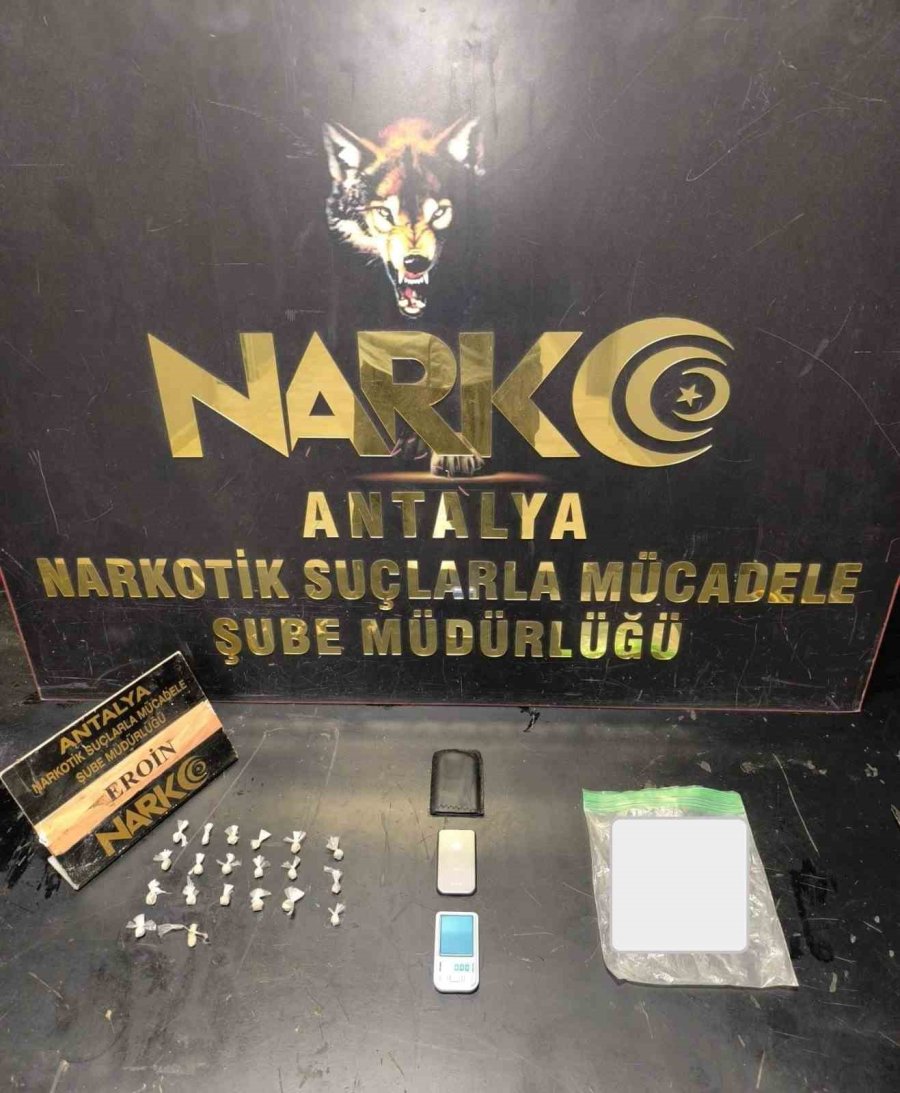 NARKO
ANTALYA
NARKOTİK SUÇLARLA MÜCADELE
ŞUBE MÜDÜRLÜĞÜ
ANTALYA
NARKOTİK SUÇLARLA MÜCADELE
ŞUBE MÜDÜRLÜĞÜ
EROİN
NARKO